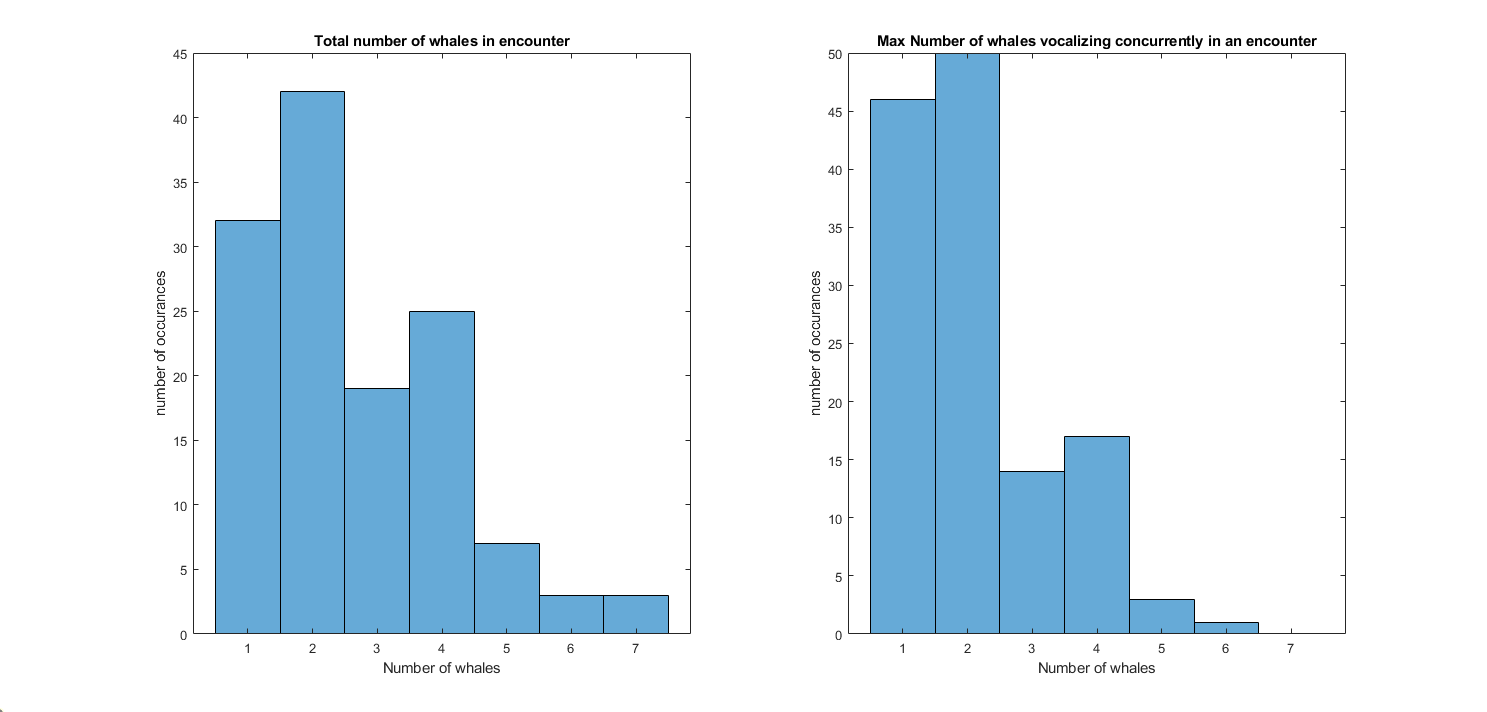 Total number of whales in encounter
45
40
35
30
25
20
15
10
5
0
number of occurances
1 2 3 4 5 6 7
Number of whales
Max Number of whales vocalizing concurrently in an encounter
50
45
40
35
30
25
20
15
10
5
0
number of occurances
1 2 3 4 5 6 7
Number of whales